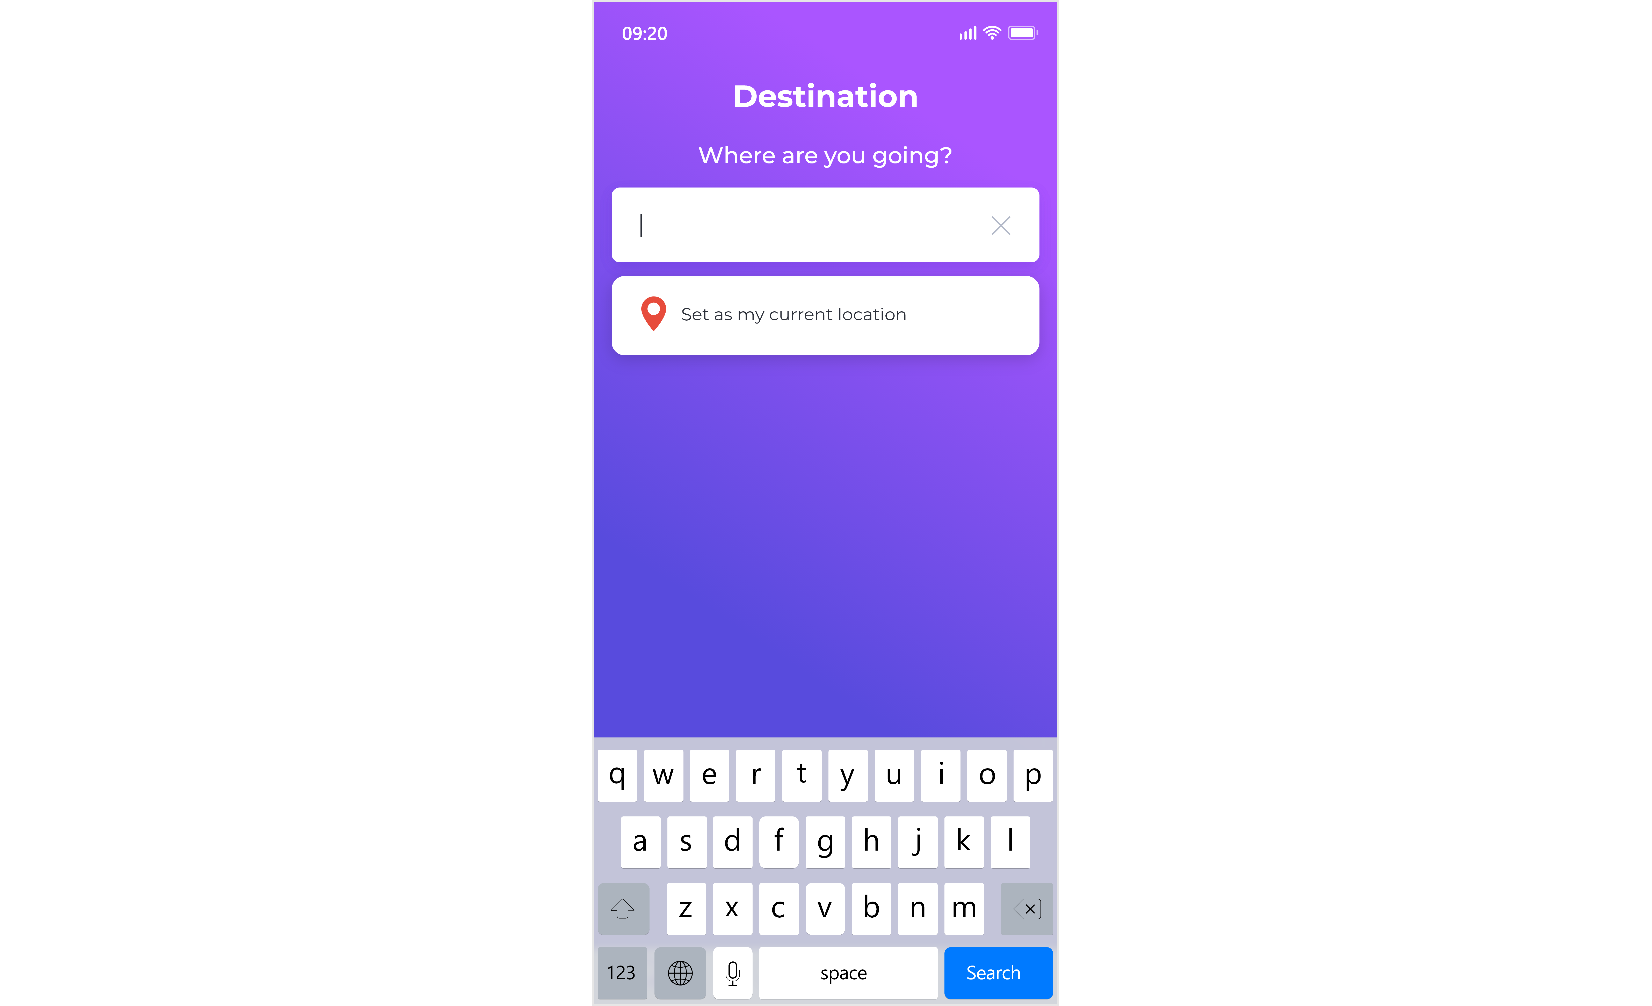 09:20
Destination
Where are you going?
Set as my current location
q w e r t y u i o p
a s d f g h j k l
z x c v b n m
123 space Search